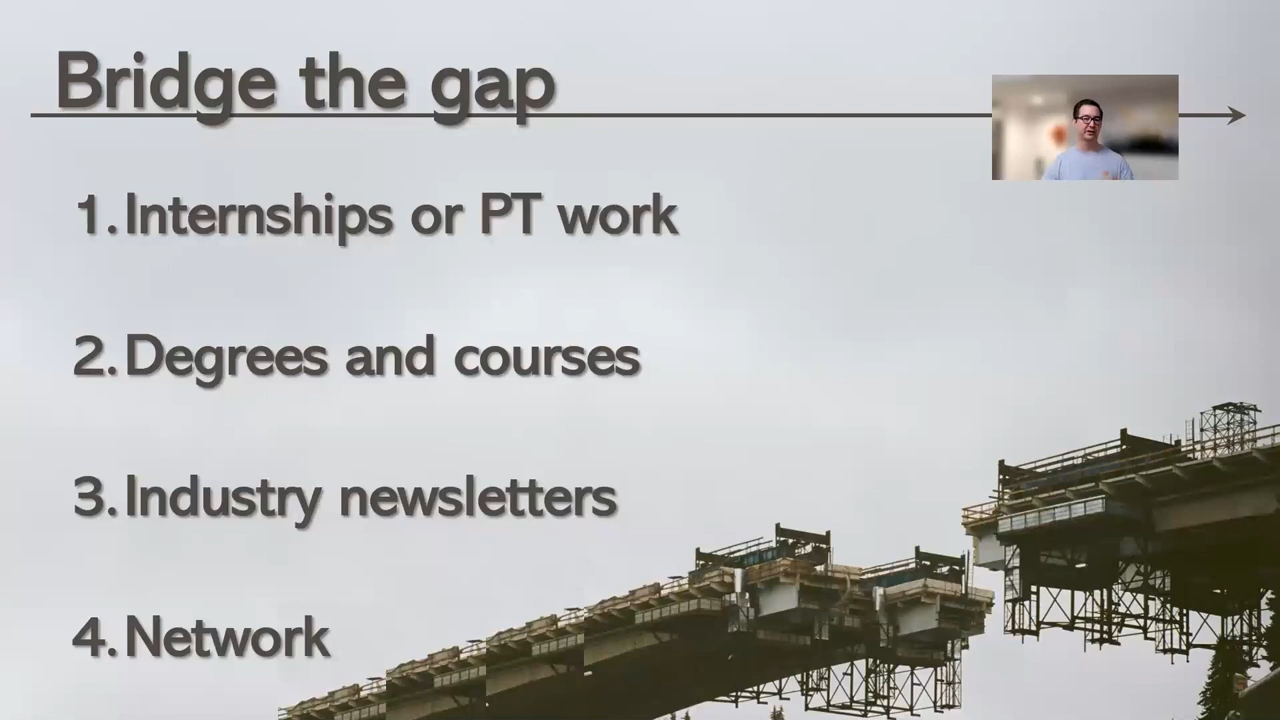 Bridge the gap
1. Internships or PT work
2. Degrees and courses
3. Industry newsletters
4. Network